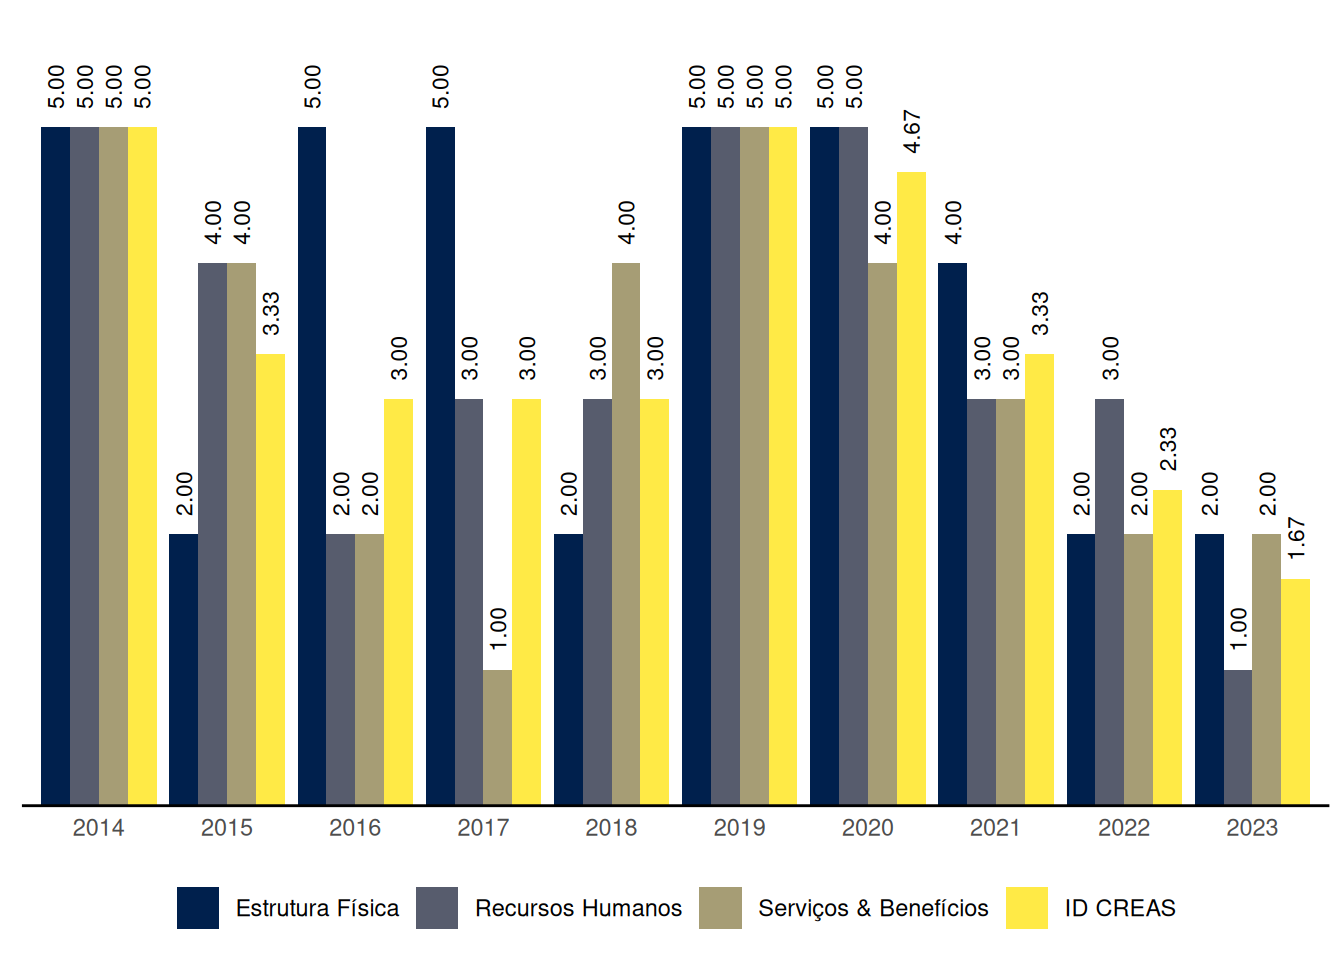 5.00 5.00 5.00 5.00
2.00 4.00 4.00 3.33
5.00 2.00 2.00 3.00
5.00 3.00 1.00 3.00
2.00 3.00 4.00 3.00
5.00 5.00 5.00 5.00
5.00 5.00 4.00 4.67
4.00 3.00 3.00 3.33
2.00 3.00 2.00 2.33
2.00 1.00 2.00 1.67
2014 2015 2016 2017 2018 2019 2020 2021 2022 2023
Estrutura Física Recursos Humanos Serviços & Benefícios ID CREAS